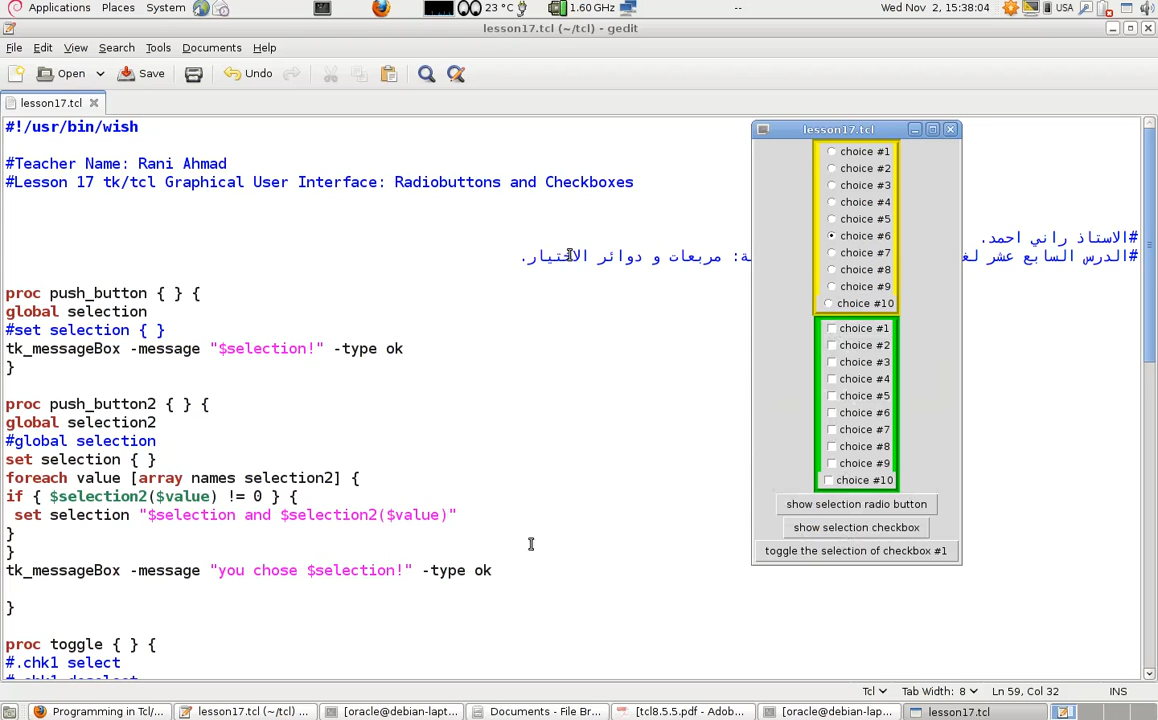 Applications Places System 23 °C 1.60 GHz -- USA Wed Nov 2, 15:38:04
lesson17.tcl (~/tcl) - gedit
File Edit View Search Tools Documents Help
Open Save Undo
lesson17.tcl
#!/usr/bin/wish
#Teacher Name: Rani Ahmad
#Lesson 17 tk/tcl Graphical User Interface: Radiobuttons and Checkboxes
#الاستاذ راني احمد.
#الدرس السابع عشر لغ
ة: مربعات و دوائر الاختيار.
proc push_button { } {
global selection
#set selection { }
tk_messageBox -message "$selection!" -type ok
}
proc push_button2 { } {
global selection2
#global selection
set selection { }
foreach value [array names selection2] {
if { $selection2($value) != 0 } {
set selection "$selection and $selection2($value)"
}
}
tk_messageBox -message "you chose $selection!" -type ok
}
proc toggle { } {
#.chk1 select
#.chk1 deselect
lesson17.tcl
choice #1
choice #2
choice #3
choice #4
choice #5
choice #6
choice #7
choice #8
choice #9
choice #10
choice #1
choice #2
choice #3
choice #4
choice #5
choice #6
choice #7
choice #8
choice #9
choice #10
show selection radio button
show selection checkbox
toggle the selection of checkbox #1
Tcl Tab Width: 8 Ln 59, Col 32 INS
Programming in Tcl/... lesson17.tcl (~/tcl) ... [oracle@debian-lapt... Documents - File Br... [tcl8.5.5.pdf - Adob... [oracle@debian-lap... lesson17.tcl